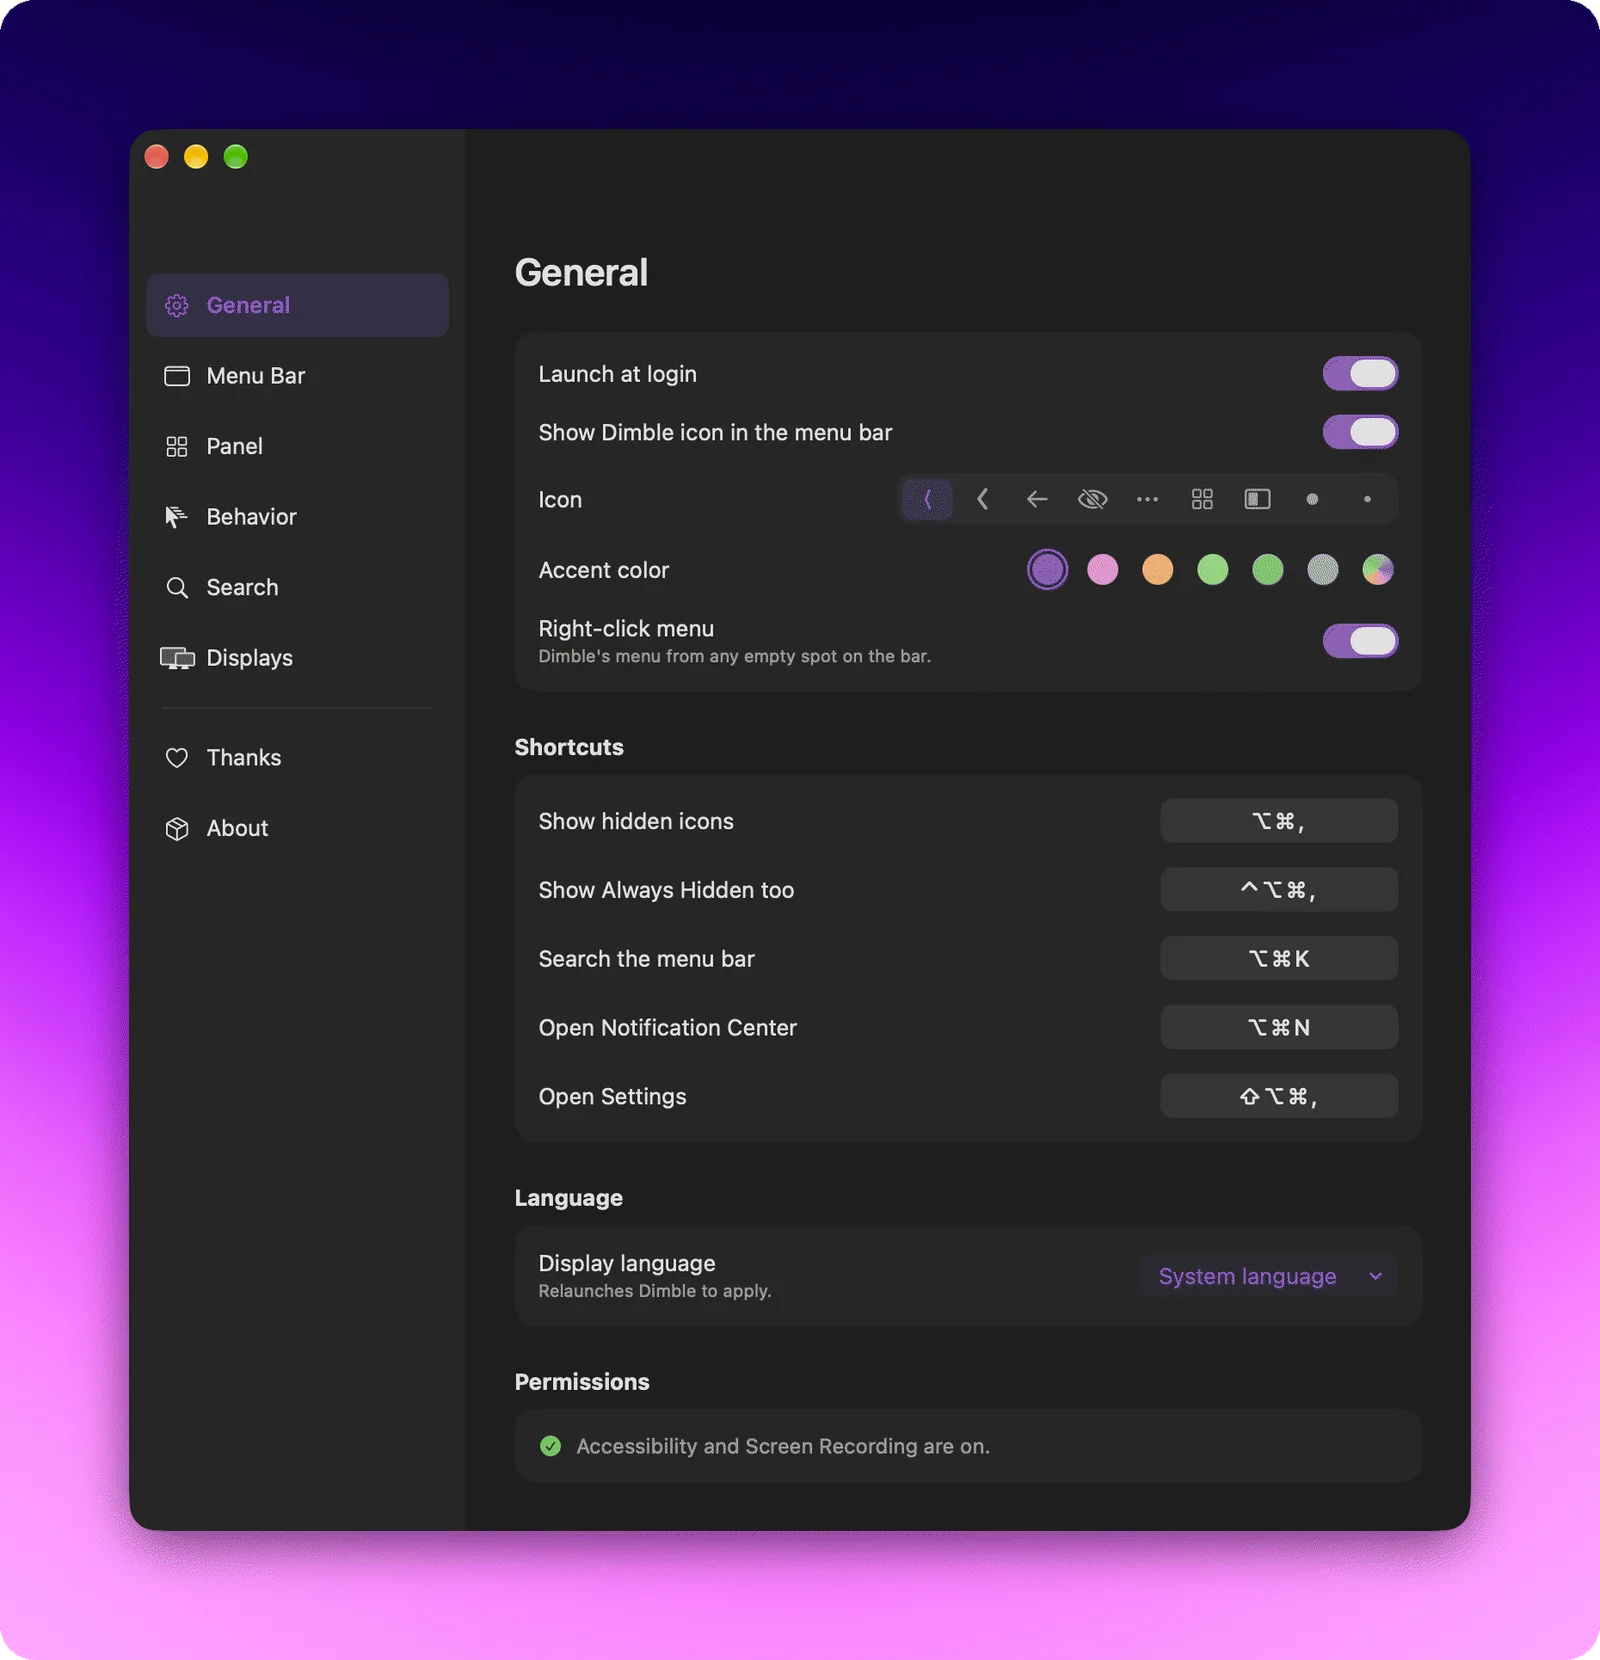 General
Menu Bar
Panel
Behavior
Search
Displays
Thanks
About
General
Launch at login
Show Dimble icon in the menu bar
Icon
Accent color
Right-click menu
Dimble's menu from any empty spot on the bar.
Shortcuts
Show hidden icons ⌥⌘,
Show Always Hidden too ^⌥⌘,
Search the menu bar ⌥⌘K
Open Notification Center ⌥⌘N
Open Settings ⇧⌥⌘,
Language
Display language
Relaunches Dimble to apply.
System language
Permissions
Accessibility and Screen Recording are on.